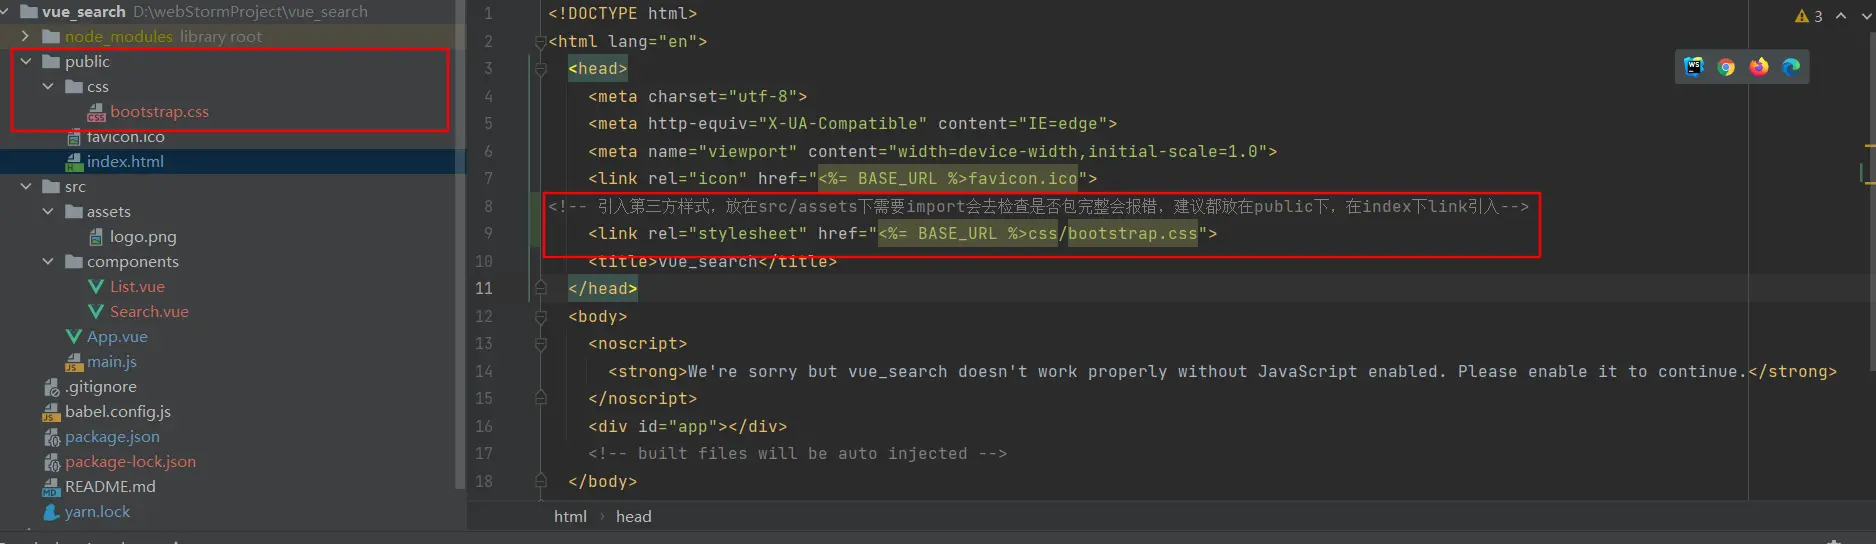 vue_search D:\webStormProject\vue_search
node_modules library root
public
css
bootstrap.css
favicon.ico
index.html
src
assets
logo.png
components
List.vue
Search.vue
App.vue
main.js
.gitignore
babel.config.js
package.json
package-lock.json
README.md
yarn.lock
1 <!DOCTYPE html>
2 <html lang="en">
3 <head>
4 <meta charset="utf-8">
5 <meta http-equiv="X-UA-Compatible" content="IE=edge">
6 <meta name="viewport" content="width=device-width,initial-scale=1.0">
7 <link rel="icon" href="<%= BASE_URL %>favicon.ico">
8 <!-- 引入第三方样式，放在src/assets下需要import会去检查是否包完整会报错，建议都放在public下，在index下link引入-->
9 <link rel="stylesheet" href="<%= BASE_URL %>css/bootstrap.css">
10 <title>vue_search</title>
11 </head>
12 <body>
13 <noscript>
14 <strong>We're sorry but vue_search doesn't work properly without JavaScript enabled. Please enable it to continue.</strong>
15 </noscript>
16 <div id="app"></div>
17 <!-- built files will be auto injected -->
18 </body>
3
html › head